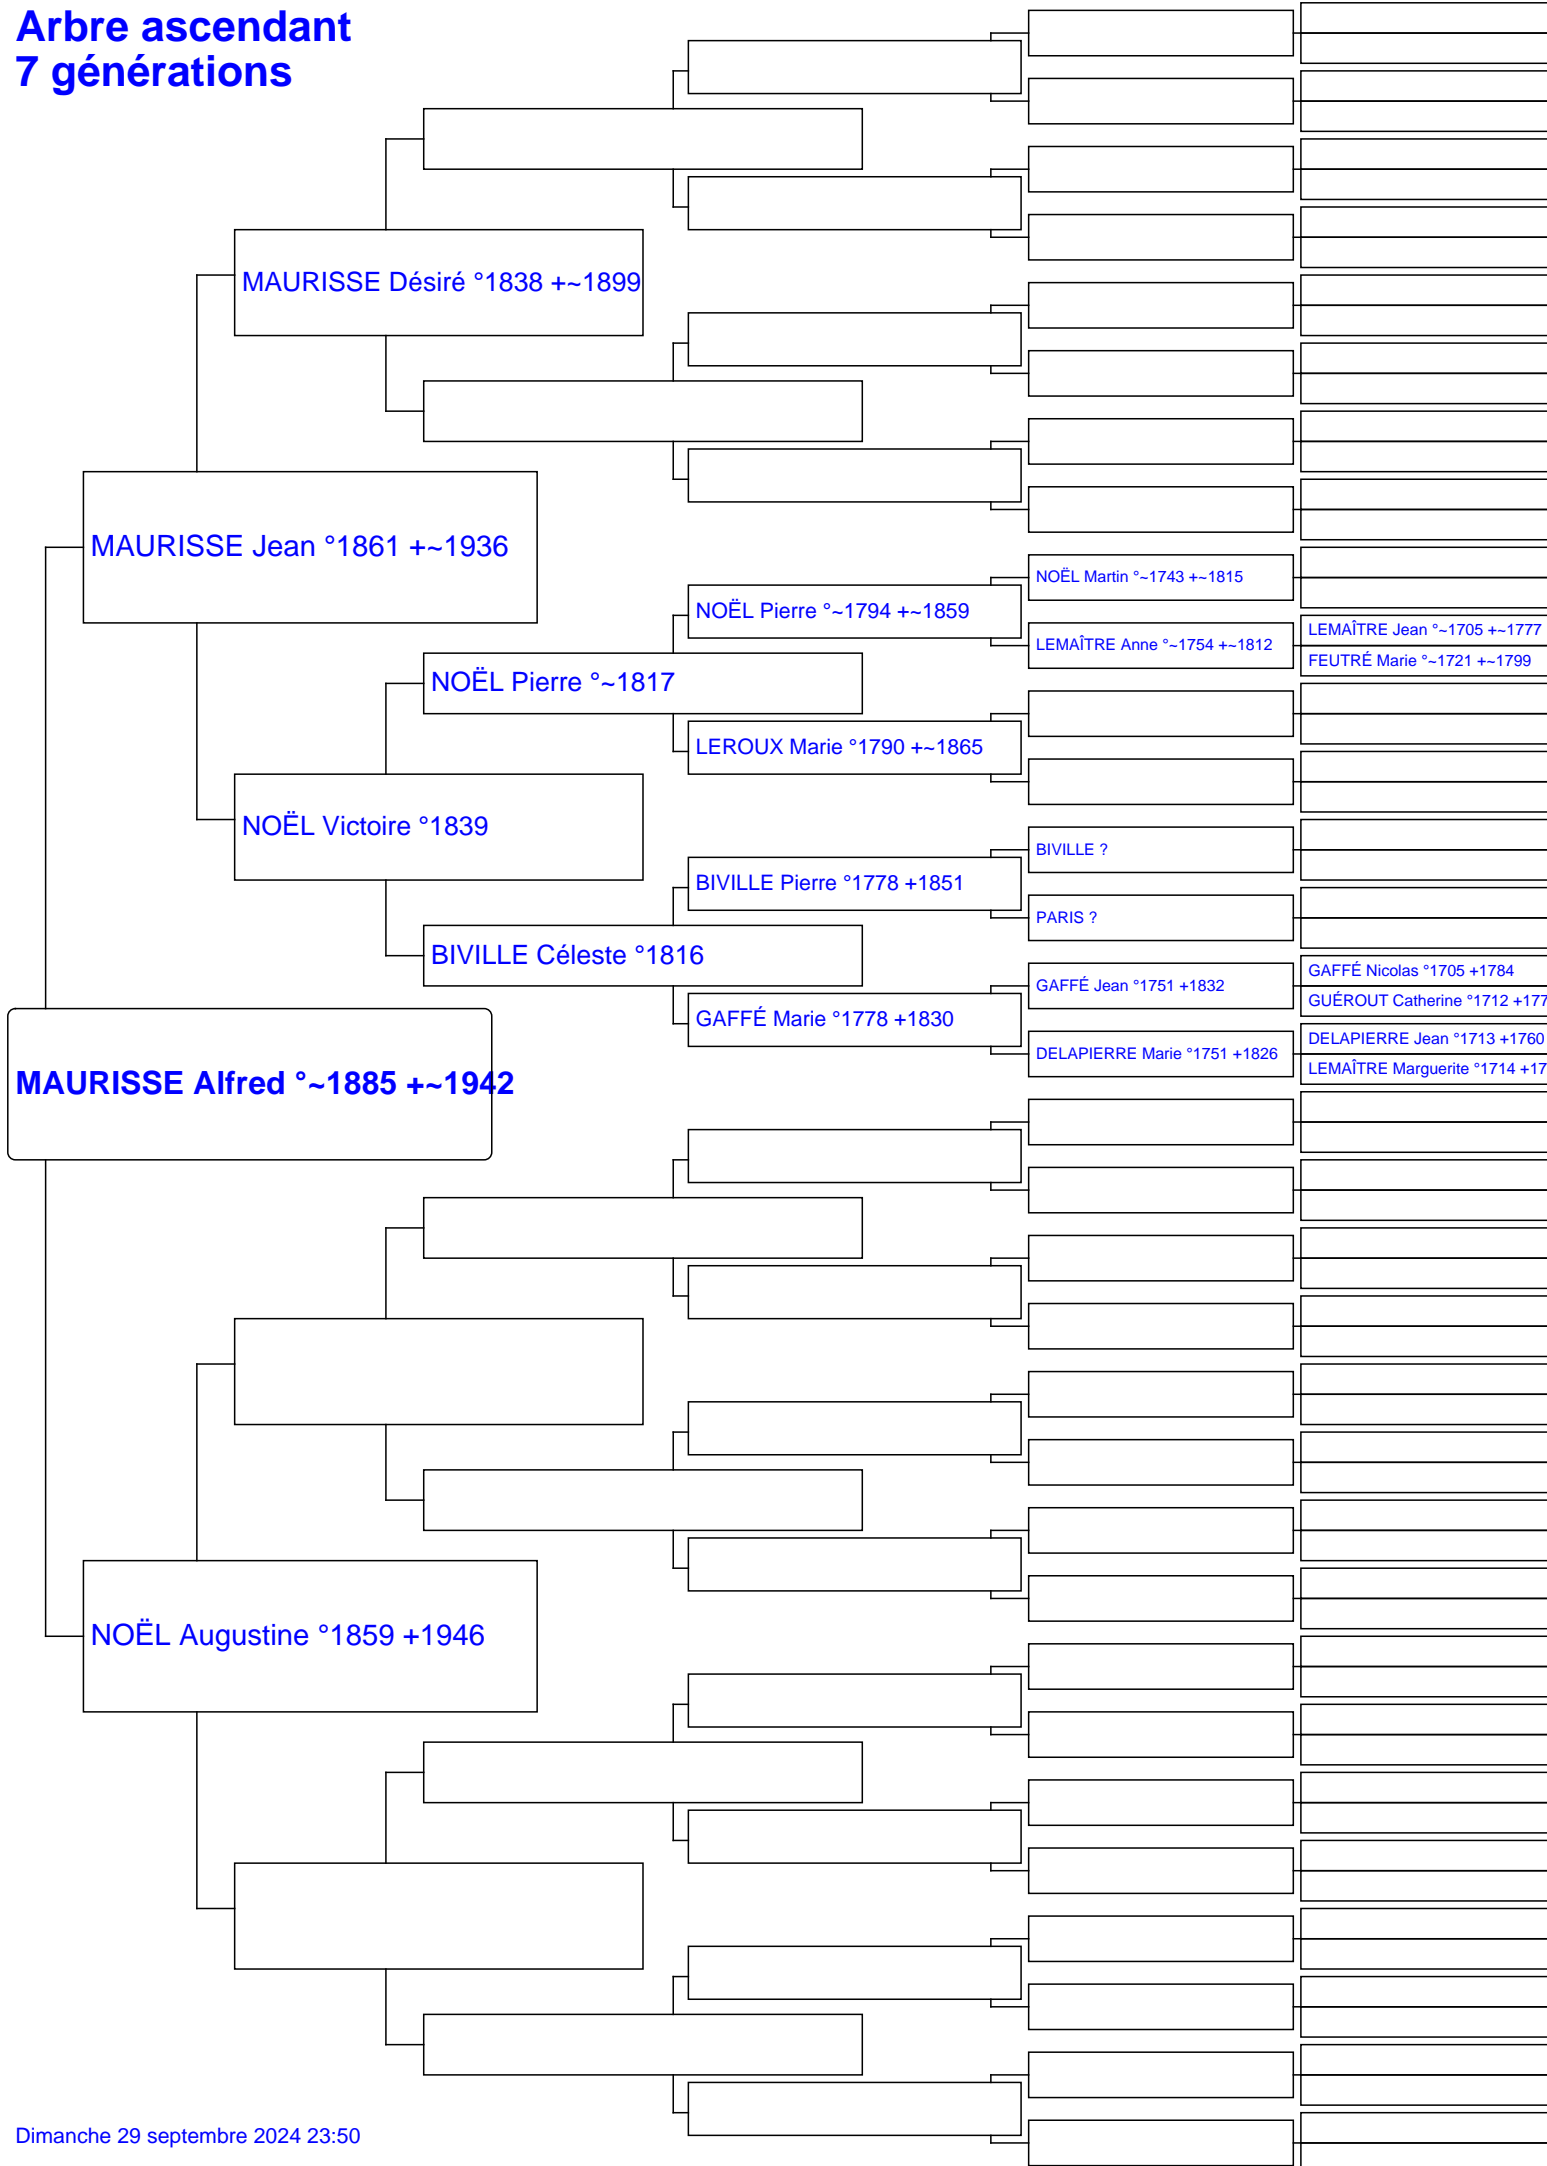 Arbre ascendant
7 générations
MAURISSE Désiré °1838 +~1899
MAURISSE Jean °1861 +~1936
NOËL Martin °~1743 +~1815
NOËL Pierre °~1794 +~1859
LEMAÎTRE Jean °~1705 +~1777
LEMAÎTRE Anne °~1754 +~1812
FEUTRÉ Marie °~1721 +~1799
NOËL Pierre °~1817
LEROUX Marie °1790 +~1865
NOËL Victoire °1839
BIVILLE ?
BIVILLE Pierre °1778 +1851
PARIS ?
BIVILLE Céleste °1816
GAFFÉ Nicolas °1705 +1784
GAFFÉ Jean °1751 +1832
GUÉROUT Catherine °1712 +177
GAFFÉ Marie °1778 +1830
DELAPIERRE Jean °1713 +1760
DELAPIERRE Marie °1751 +1826
LEMAÎTRE Marguerite °1714 +17
MAURISSE Alfred °~1885 +~1942
NOËL Augustine °1859 +1946
Dimanche 29 septembre 2024 23:50